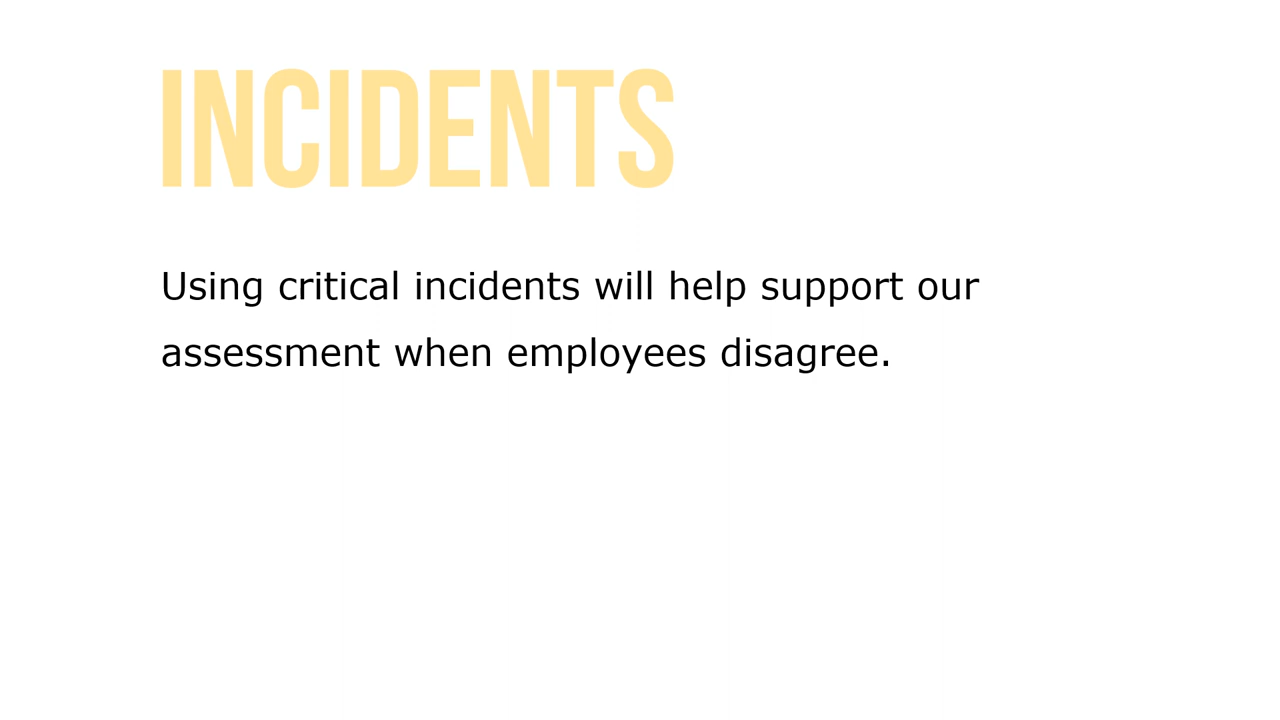 INCIDENTS
Using critical incidents will help support our
assessment when employees disagree.